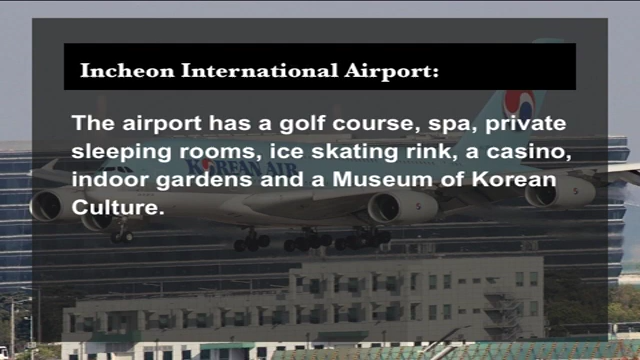 Incheon International Airport:
The airport has a golf course, spa, private
sleeping rooms, ice skating rink, a casino,
indoor gardens and a Museum of Korean
Culture.
KOREAN AIR